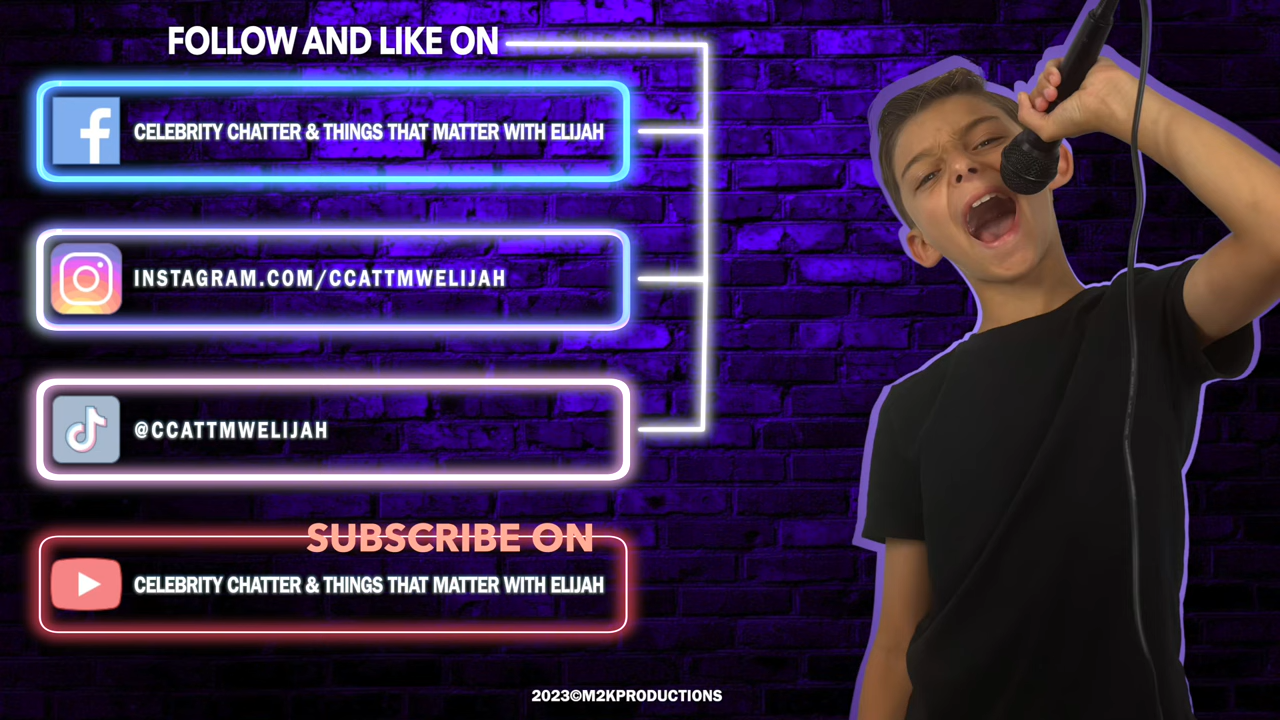 FOLLOW AND LIKE ON
CELEBRITY CHATTER & THINGS THAT MATTER WITH ELIJAH
INSTAGRAM.COM/CCATTMWELIJAH
@CCATTMWELIJAH
SUBSCRIBE ON
CELEBRITY CHATTER & THINGS THAT MATTER WITH ELIJAH
2023©M2KPRODUCTIONS